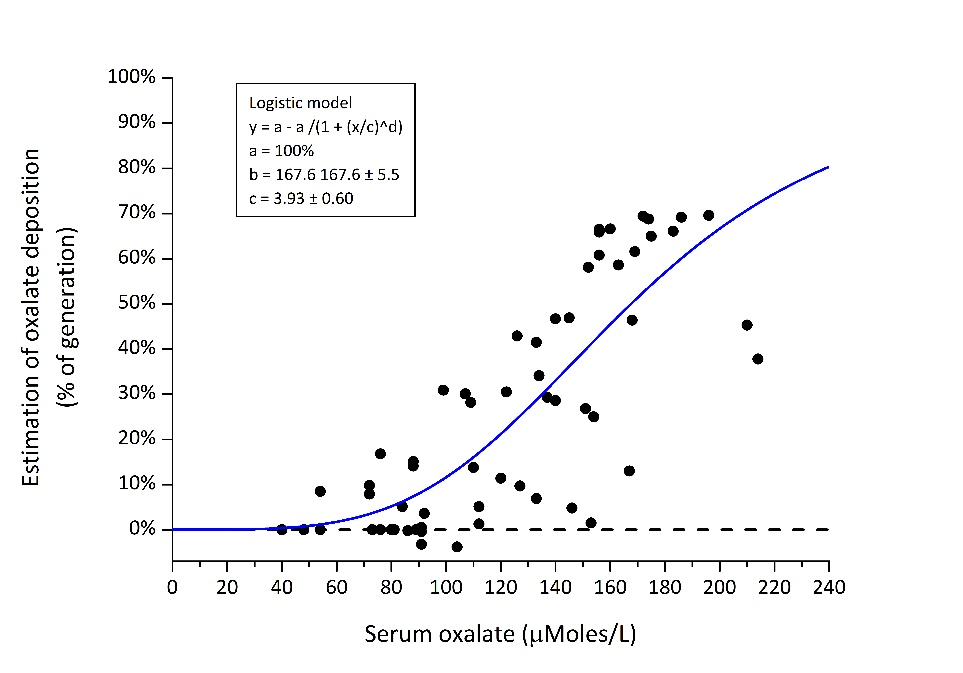 100%
90%
80%
70%
60%
50%
40%
30%
20%
10%
0%
Estimation of oxalate deposition
(% of generation)
Logistic model
y = a - a /(1 + (x/c)^d)
a = 100%
b = 167.6 167.6 ± 5.5
c = 3.93 ± 0.60
0 20 40 60 80 100 120 140 160 180 200 220 240
Serum oxalate (μMoles/L)